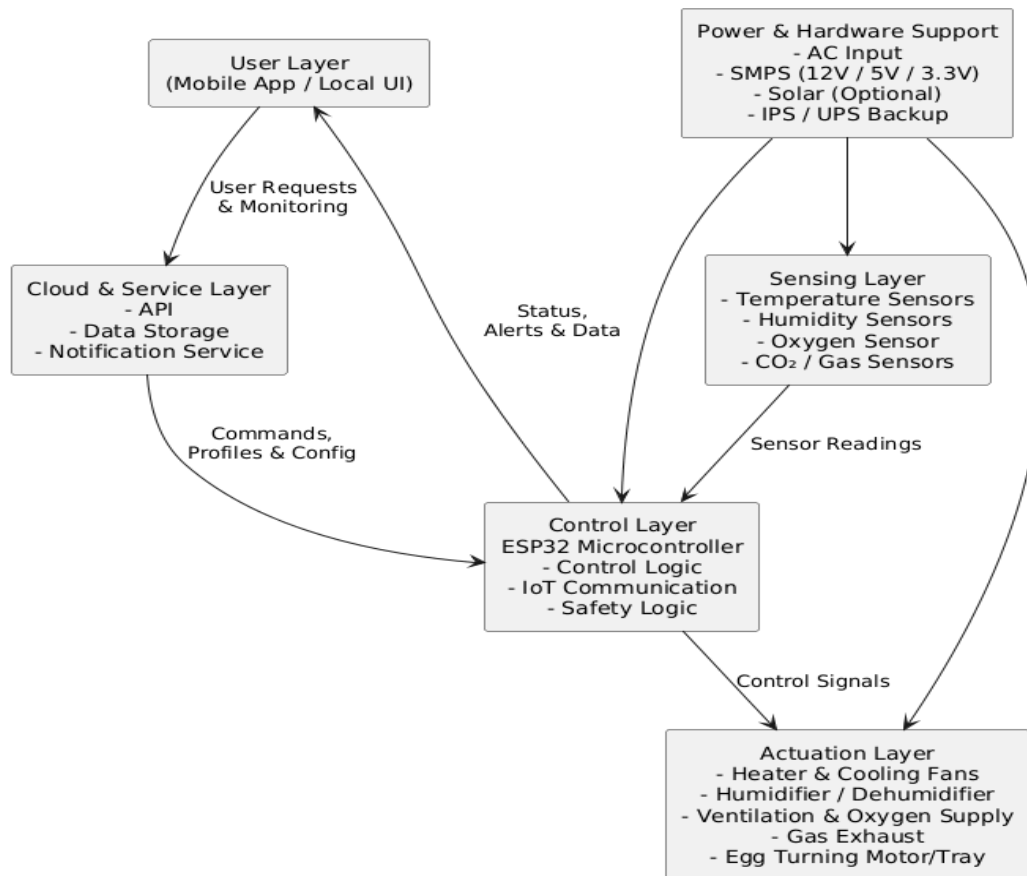 Power & Hardware Support
- AC Input
- SMPS (12V / 5V / 3.3V)
- Solar (Optional)
- IPS / UPS Backup
User Layer
(Mobile App / Local UI)
User Requests
& Monitoring
Cloud & Service Layer
- API
- Data Storage
- Notification Service
Sensing Layer
- Temperature Sensors
- Humidity Sensors
- Oxygen Sensor
- CO₂ / Gas Sensors
Status,
Alerts & Data
Commands,
Profiles & Config
Sensor Readings
Control Layer
ESP32 Microcontroller
- Control Logic
- IoT Communication
- Safety Logic
Control Signals
Actuation Layer
- Heater & Cooling Fans
- Humidifier / Dehumidifier
- Ventilation & Oxygen Supply
- Gas Exhaust
- Egg Turning Motor/Tray